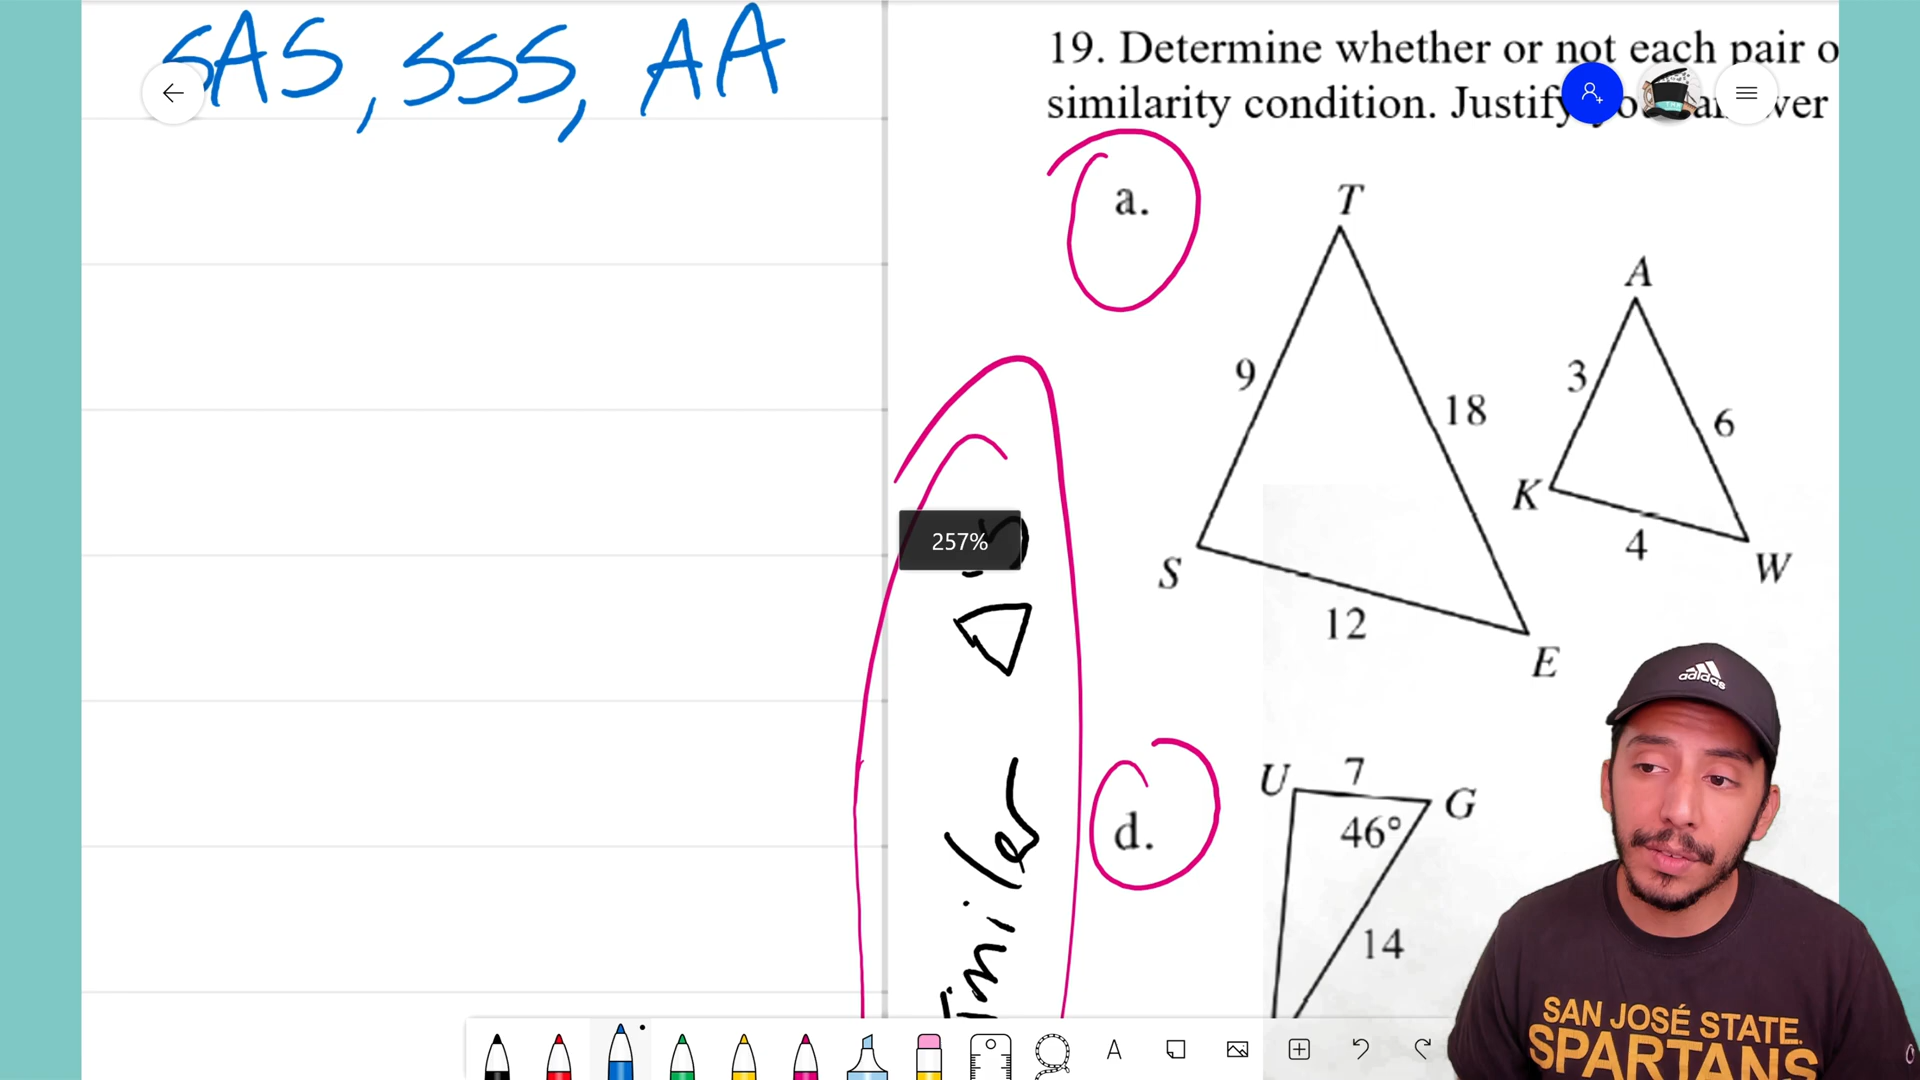 SAS, SSS, AA
19. Determine whether or not each pair o
similarity condition. Justify
a.
T
A
9
3
18
6
K
S
4
W
12
E
257%
d.
U
7
G
46°
14
adidas
SAN JOSÉ STATE.
SPARTANS
A